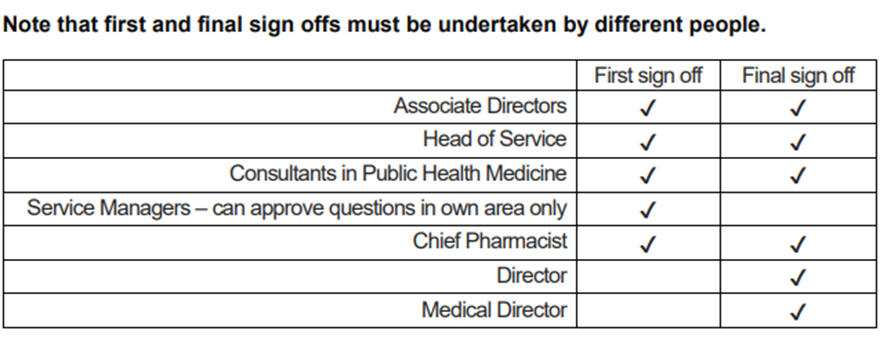 Note that first and final sign offs must be undertaken by different people.
First sign off Final sign off
Associate Directors ✓ ✓
Head of Service ✓ ✓
Consultants in Public Health Medicine ✓ ✓
Service Managers – can approve questions in own area only ✓
Chief Pharmacist ✓ ✓
Director ✓
Medical Director ✓